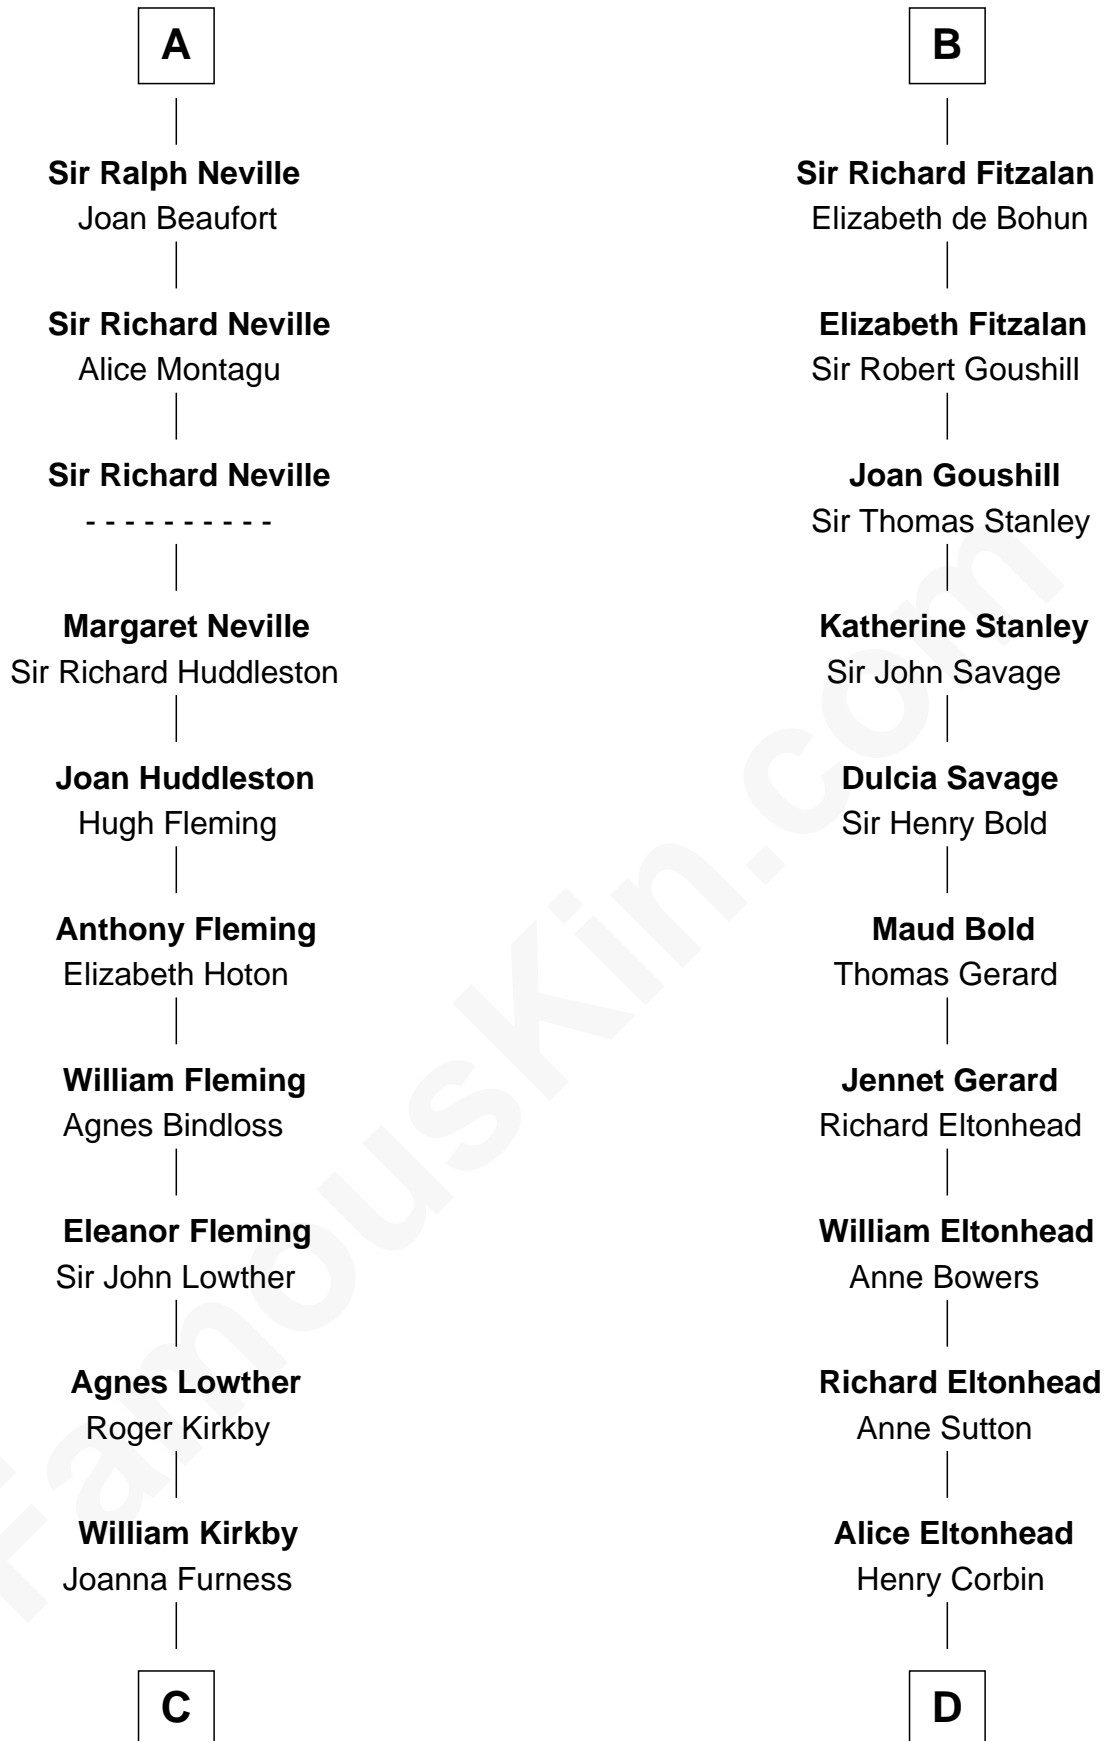 A
Sir Ralph Neville
Joan Beaufort
Sir Richard Neville
Alice Montagu
Sir Richard Neville
- - - - - - - - - -
Margaret Neville
Sir Richard Huddleston
Joan Huddleston
Hugh Fleming
Anthony Fleming
Elizabeth Hoton
William Fleming
Agnes Bindloss
Eleanor Fleming
Sir John Lowther
Agnes Lowther
Roger Kirkby
William Kirkby
Joanna Furness
C
B
Sir Richard Fitzalan
Elizabeth de Bohun
Elizabeth Fitzalan
Sir Robert Goushill
Joan Goushill
Sir Thomas Stanley
Katherine Stanley
Sir John Savage
Dulcia Savage
Sir Henry Bold
Maud Bold
Thomas Gerard
Jennet Gerard
Richard Eltonhead
William Eltonhead
Anne Bowers
Richard Eltonhead
Anne Sutton
Alice Eltonhead
Henry Corbin
D
FamousKin.com